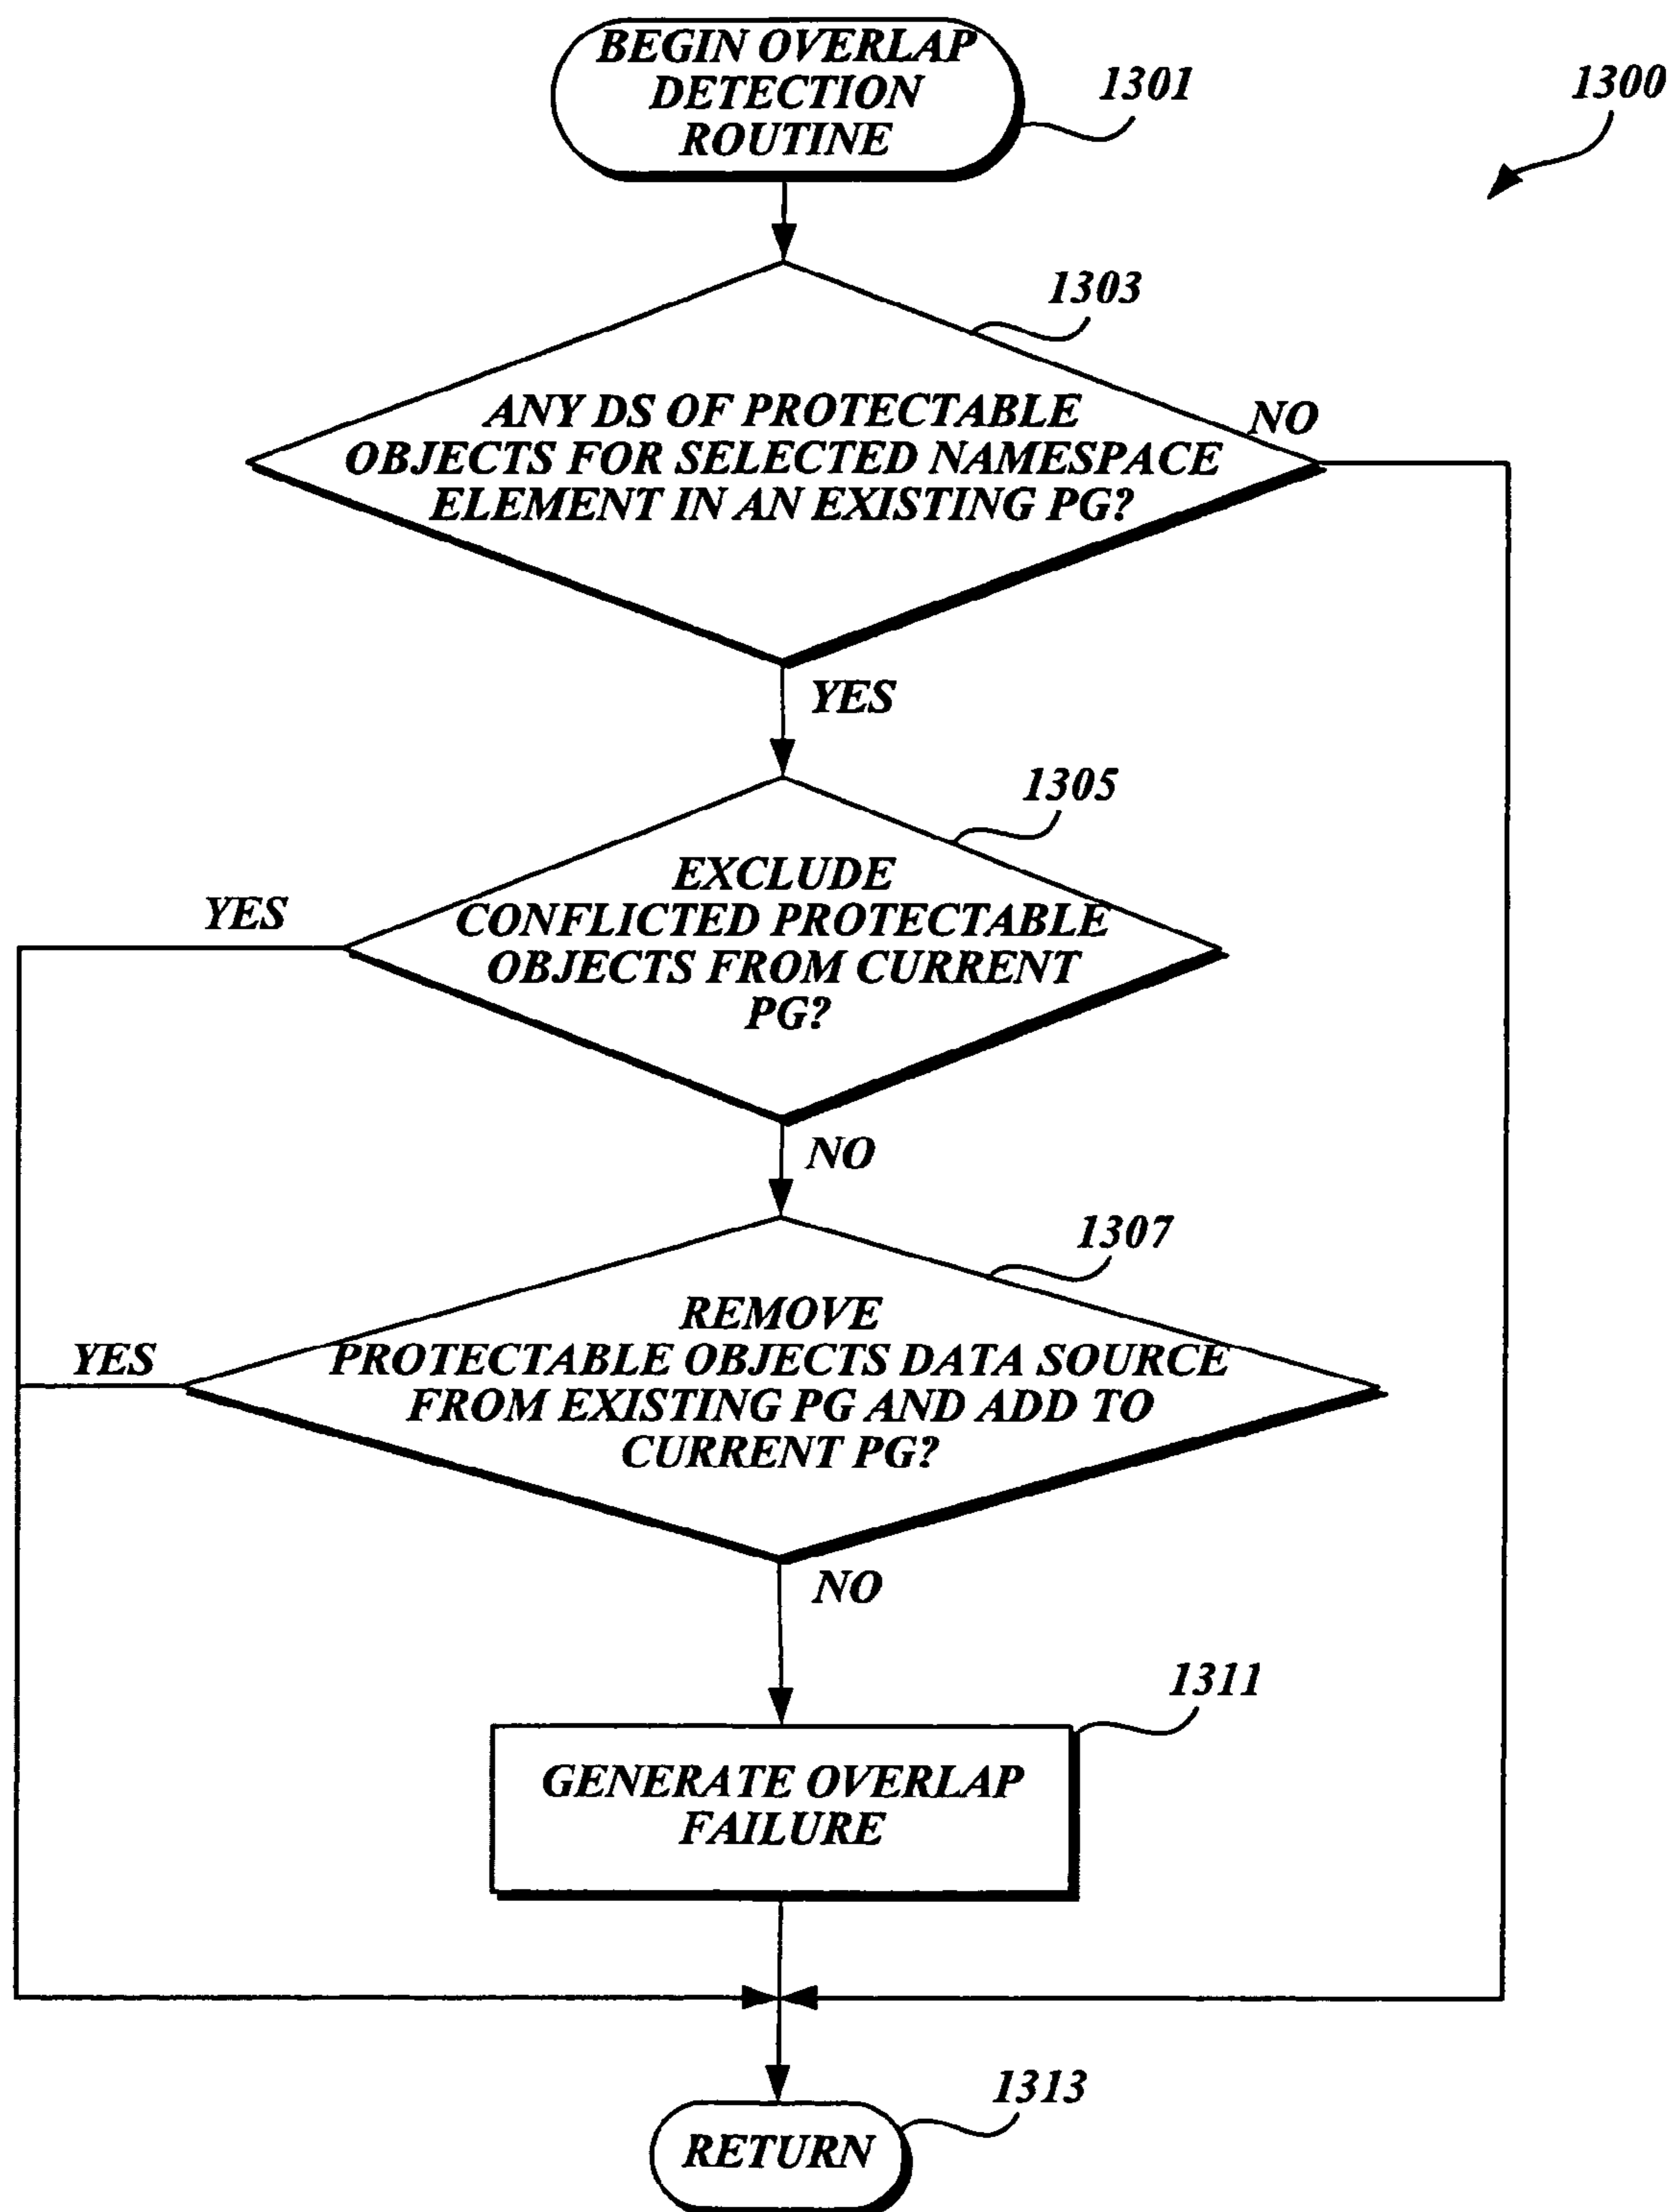 BEGIN OVERLAP
DETECTION
ROUTINE
1301
1300
1303
ANY DS OF PROTECTABLE
OBJECTS FOR SELECTED NAMESPACE
ELEMENT IN AN EXISTING PG?
NO
YES
1305
EXCLUDE
CONFLICTED PROTECTABLE
OBJECTS FROM CURRENT
PG?
YES
NO
1307
REMOVE
PROTECTABLE OBJECTS DATA SOURCE
FROM EXISTING PG AND ADD TO
CURRENT PG?
YES
NO
1311
GENERATE OVERLAP
FAILURE
1313
RETURN